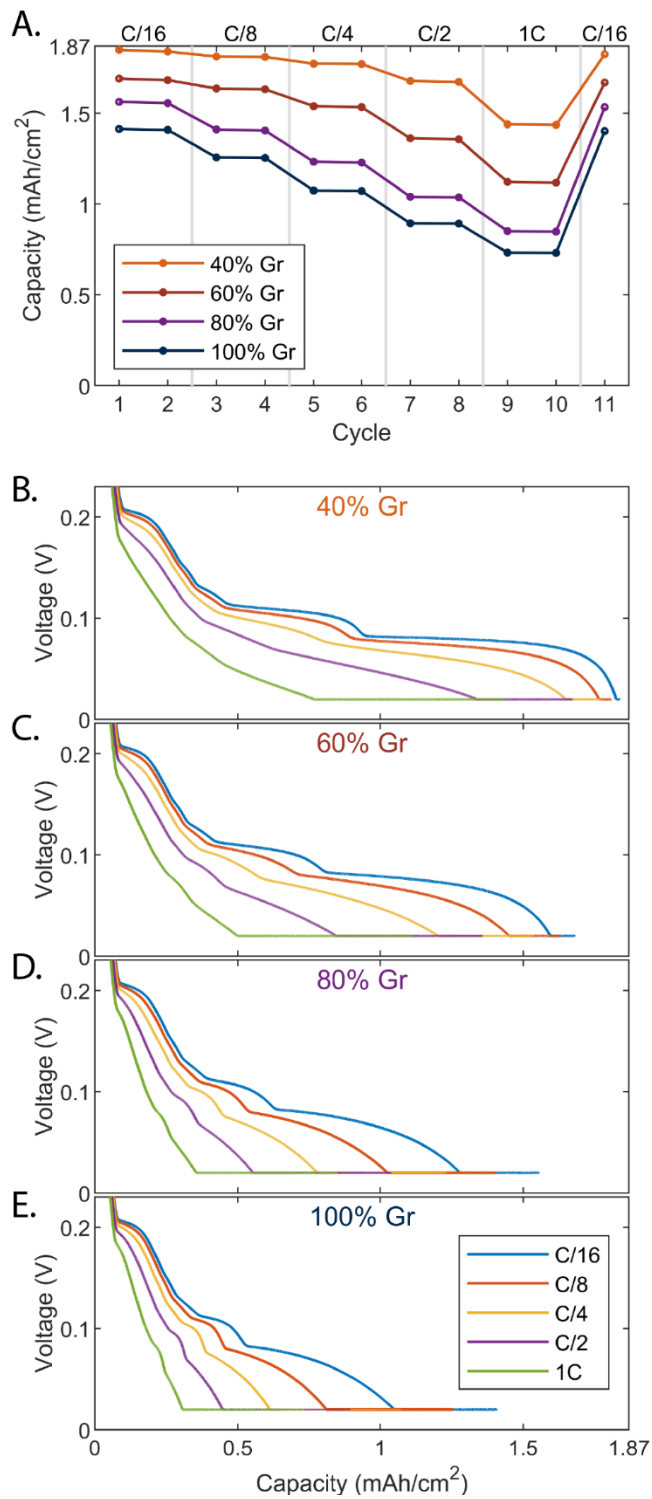 A.
C/16 C/8 C/4 C/2 1C C/16
1.87
1.5
1
0.5
0
Capacity (mAh/cm²)
40% Gr
60% Gr
80% Gr
100% Gr
1 2 3 4 5 6 7 8 9 10 11
Cycle
B.
40% Gr
0.2
0.1
0
Voltage (V)
C.
60% Gr
0.2
0.1
0
Voltage (V)
D.
80% Gr
0.2
0.1
0
Voltage (V)
E.
100% Gr
0.2
0.1
0
Voltage (V)
C/16
C/8
C/4
C/2
1C
0 0.5 1 1.5 1.87
Capacity (mAh/cm²)